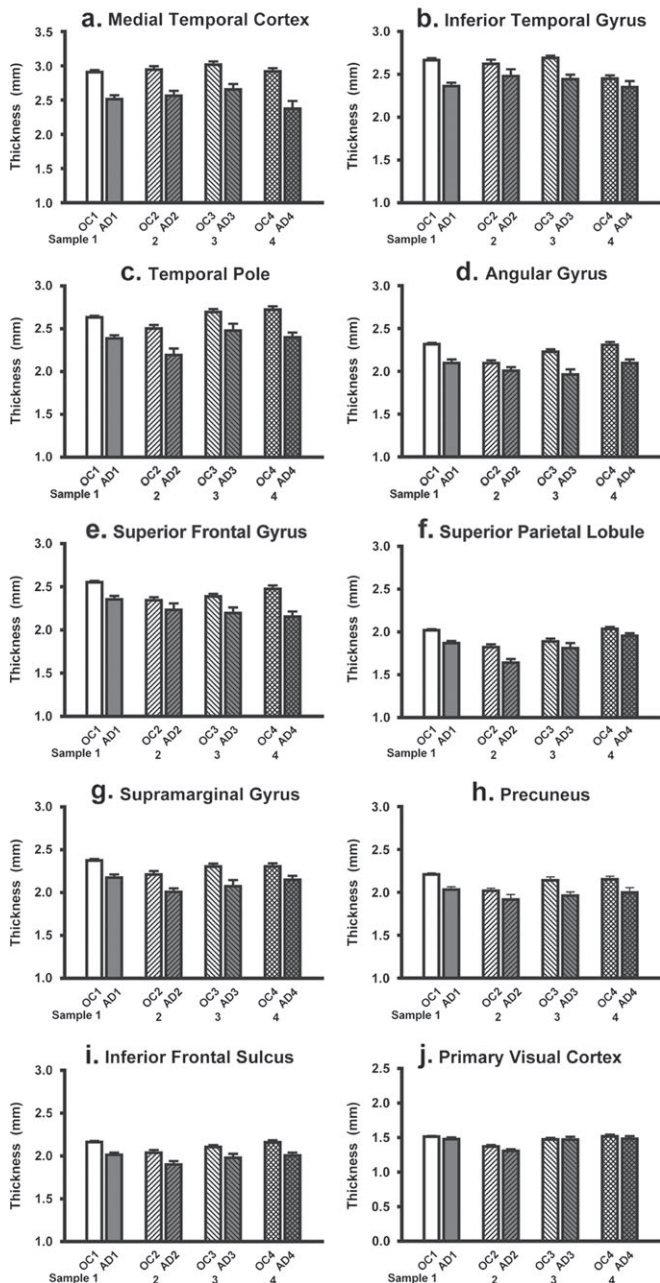 a. Medial Temporal Cortex
3.5
3.0
2.5
2.0
1.5
1.0
Thickness (mm)
OC1 AD1 OC2 AD2 OC3 AD3 OC4 AD4
Sample 1 2 3 4
b. Inferior Temporal Gyrus
3.0
2.5
2.0
1.5
1.0
Thickness (mm)
OC1 AD1 OC2 AD2 OC3 AD3 OC4 AD4
Sample 1 2 3 4
c. Temporal Pole
3.0
2.5
2.0
1.5
1.0
Thickness (mm)
OC1 AD1 OC2 AD2 OC3 AD3 OC4 AD4
Sample 1 2 3 4
d. Angular Gyrus
3.0
2.5
2.0
1.5
1.0
Thickness (mm)
OC1 AD1 OC2 AD2 OC3 AD3 OC4 AD4
Sample 1 2 3 4
e. Superior Frontal Gyrus
3.0
2.5
2.0
1.5
1.0
Thickness (mm)
OC1 AD1 OC2 AD2 OC3 AD3 OC4 AD4
Sample 1 2 3 4
f. Superior Parietal Lobule
3.0
2.5
2.0
1.5
1.0
Thickness (mm)
OC1 AD1 OC2 AD2 OC3 AD3 OC4 AD4
Sample 1 2 3 4
g. Supramarginal Gyrus
3.0
2.5
2.0
1.5
1.0
Thickness (mm)
OC1 AD1 OC2 AD2 OC3 AD3 OC4 AD4
Sample 1 2 3 4
h. Precuneus
3.0
2.5
2.0
1.5
1.0
Thickness (mm)
OC1 AD1 OC2 AD2 OC3 AD3 OC4 AD4
Sample 1 2 3 4
i. Inferior Frontal Sulcus
3.0
2.5
2.0
1.5
1.0
Thickness (mm)
OC1 AD1 OC2 AD2 OC3 AD3 OC4 AD4
Sample 1 2 3 4
j. Primary Visual Cortex
2.5
2.0
1.5
1.0
0.5
0.0
Thickness (mm)
OC1 AD1 OC2 AD2 OC3 AD3 OC4 AD4
Sample 1 2 3 4